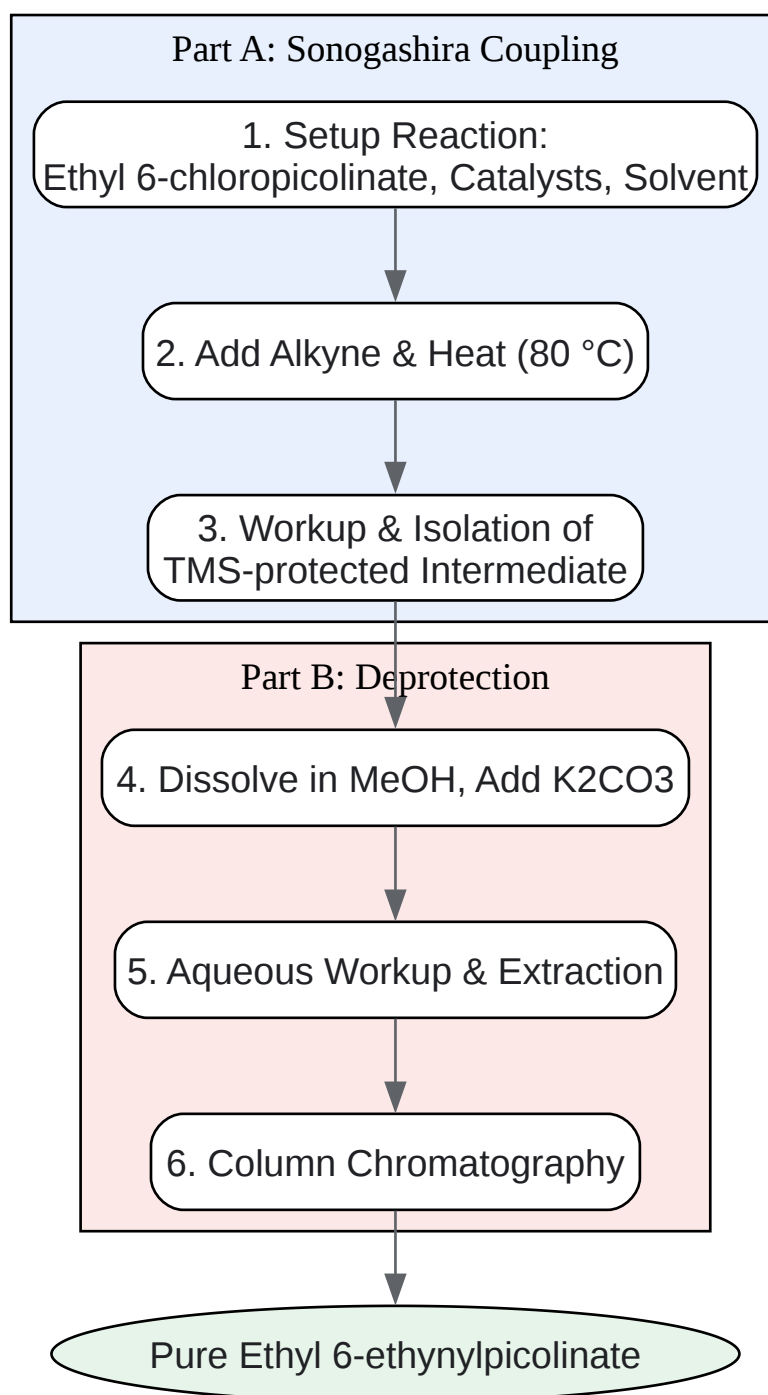 Part A: Sonogashira Coupling
1. Setup Reaction:
Ethyl 6-chloropicolinate, Catalysts, Solvent
2. Add Alkyne & Heat (80 °C)
3. Workup & Isolation of
TMS-protected Intermediate
Part B: Deprotection
4. Dissolve in MeOH, Add K2CO3
5. Aqueous Workup & Extraction
6. Column Chromatography
Pure Ethyl 6-ethynylpicolinate